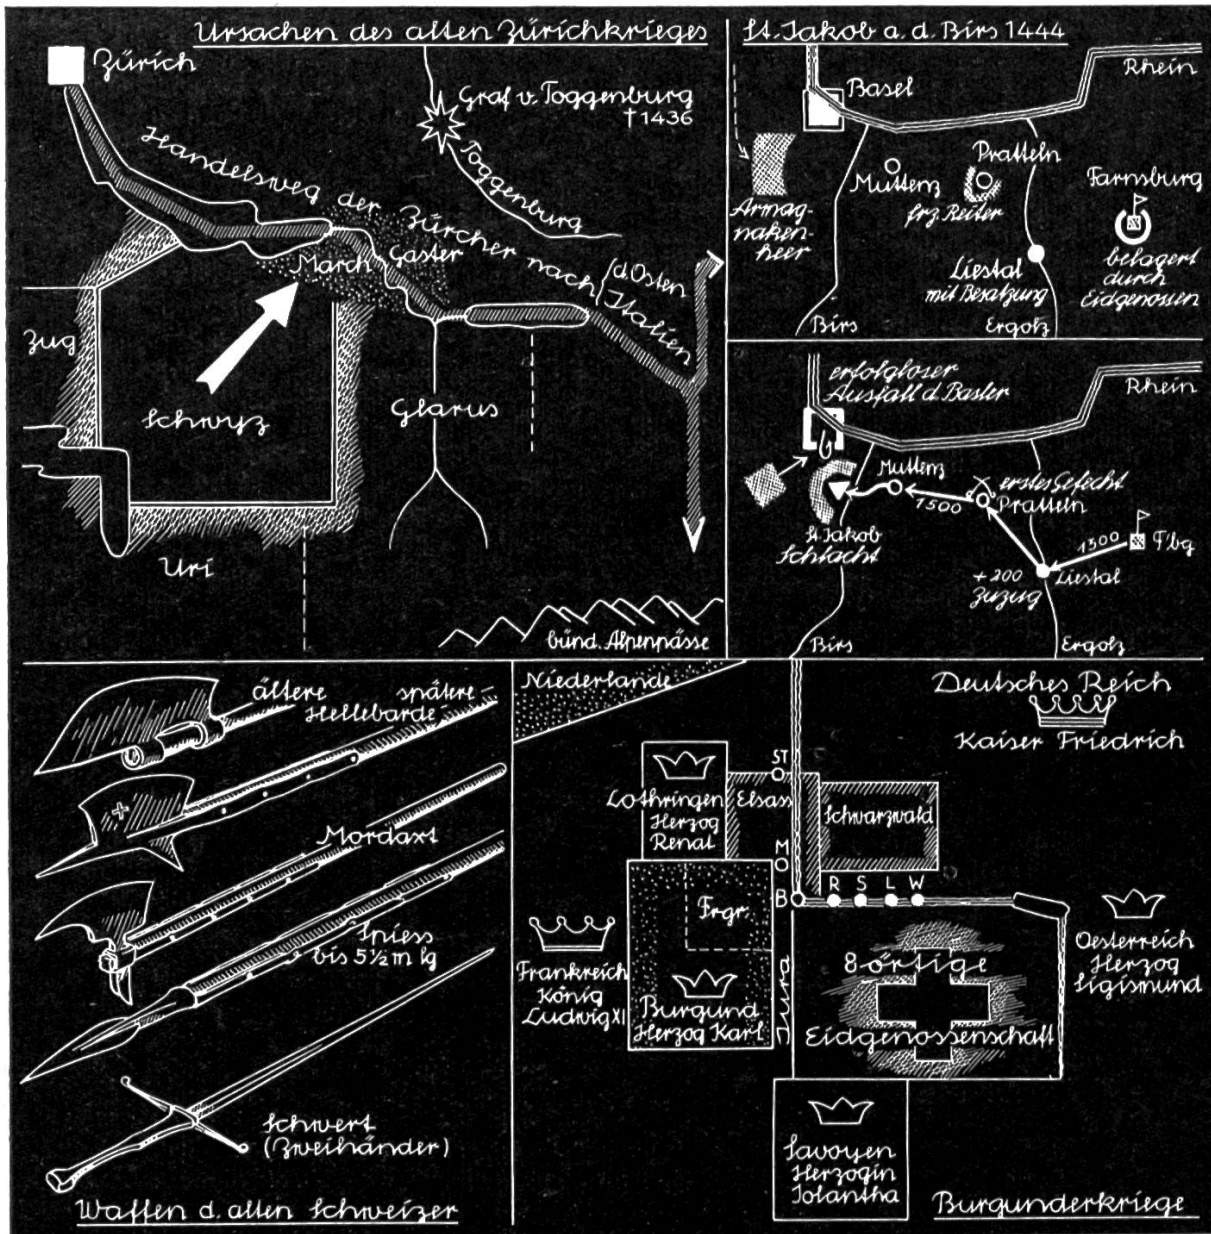 Ursachen des alten Zürichkrieges
Zürich
Graf v. Toggenburg
†1436
Toggenburg
Handelsweg der Zürcher nach
d. Osten
Italien
March
Gaster
Zug
Schwyz
Glarus
Uri
bünd. Alpenpässe
St. Jakob a. d. Birs 1444
Rhein
Basel
Muttenz
Pratteln
frz. Reiter
Farnsburg
belagert
durch
Eidgenossen
Armag-
naken-
heer
Liestal
mit Besatzung
Birs
Ergolz
erfolgloser
Ausfall d. Basler
Rhein
Muttenz
erstes Gefecht
Pratteln
1500
St. Jakob
Schlacht
1300
F'bg
+200
Zuzug
Liestal
Birs
Ergolz
ältere
spätere
Hellebarde
Mordaxt
Spiess
bis 5½ m lg
Schwert
(Zweihänder)
Waffen d. alten Schweizer
Niederlande
Deutsches Reich
Kaiser Friedrich
ST
Lothringen
Herzog
Renat
Elsass
Schwarzwald
M
B
R S L W
Frgr.
Frankreich
König
Ludwig XI
Burgund
Herzog Karl
Jura
8 örtige
Eidgenossenschaft
Oesterreich
Herzog
Sigismund
Savoyen
Herzogin
Iolantha
Burgunderkriege